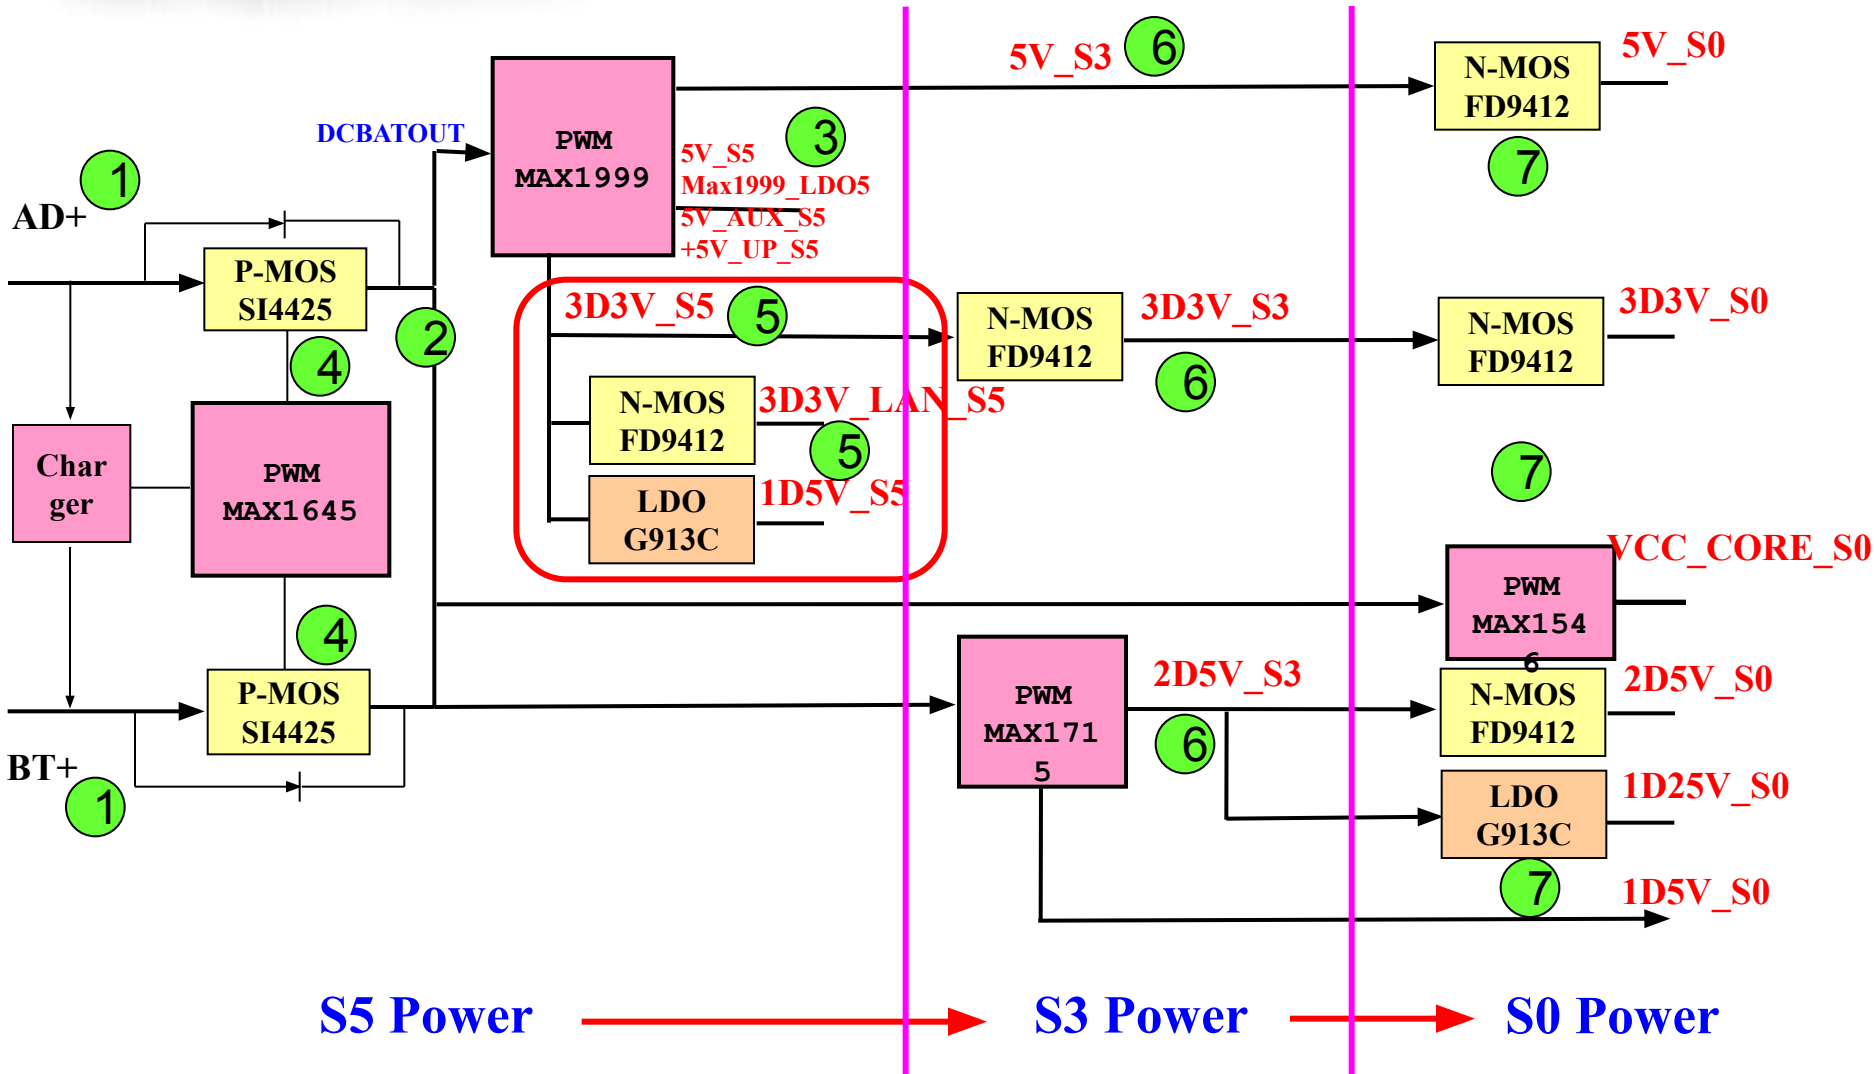 5V_S3
6
5V_S0
N-MOS
FD9412
7
DCBATOUT
PWM
MAX1999
3
5V_S5
Max1999_LDO5
5V_AUX_S5
+5V_UP_S5
1
AD+
P-MOS
SI4425
2
4
3D3V_S5
5
N-MOS
FD9412
3D3V_S3
6
N-MOS
FD9412
3D3V_S0
N-MOS
FD9412
3D3V_LAN_S5
5
LDO
G913C
1D5V_S5
Char
ger
PWM
MAX1645
7
VCC_CORE_S0
PWM
MAX154
6
4
P-MOS
SI4425
BT+
1
PWM
MAX171
5
2D5V_S3
6
N-MOS
FD9412
2D5V_S0
LDO
G913C
1D25V_S0
7
1D5V_S0
S5 Power
S3 Power
S0 Power